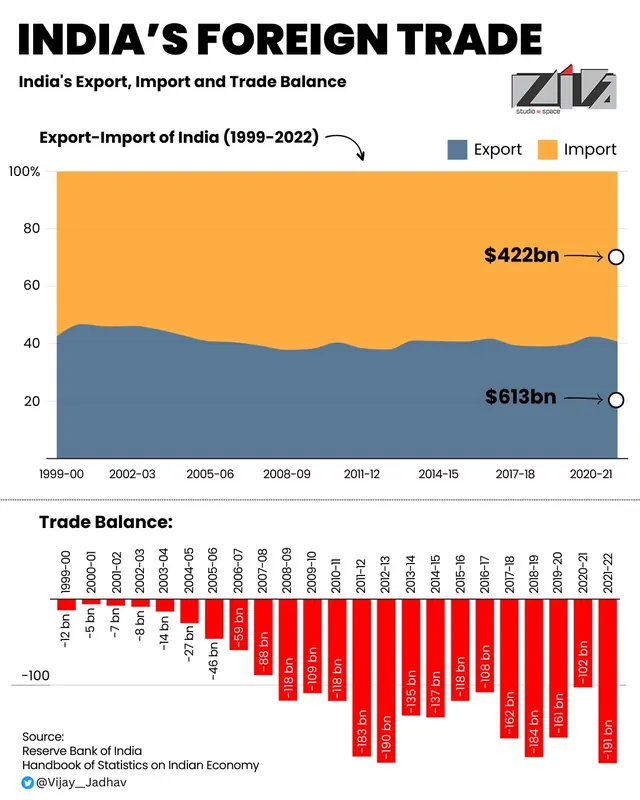 INDIA'S FOREIGN TRADE
India's Export, Import and Trade Balance
ZIVA
studio n space
Export-Import of India (1999-2022)
Export Import
100%
80
60
40
20
$422bn
$613bn
1999-00 2002-03 2005-06 2008-09 2011-12 2014-15 2017-18 2020-21
Trade Balance:
1999-00 2000-01 2001-02 2002-03 2003-04 2004-05 2005-06 2006-07 2007-08 2008-09 2009-10 2010-11 2011-12 2012-13 2013-14 2014-15 2015-16 2016-17 2017-18 2018-19 2019-20 2020-21 2021-22
-12 bn -5 bn -7 bn -8 bn -14 bn -27 bn -46 bn -59 bn -88 bn -118 bn -109 bn -118 bn -183 bn -190 bn -135 bn -137 bn -118 bn -108 bn -162 bn -184 bn -161 bn -102 bn -191 bn
-100
Source:
Reserve Bank of India
Handbook of Statistics on Indian Economy
@Vijay__Jadhav